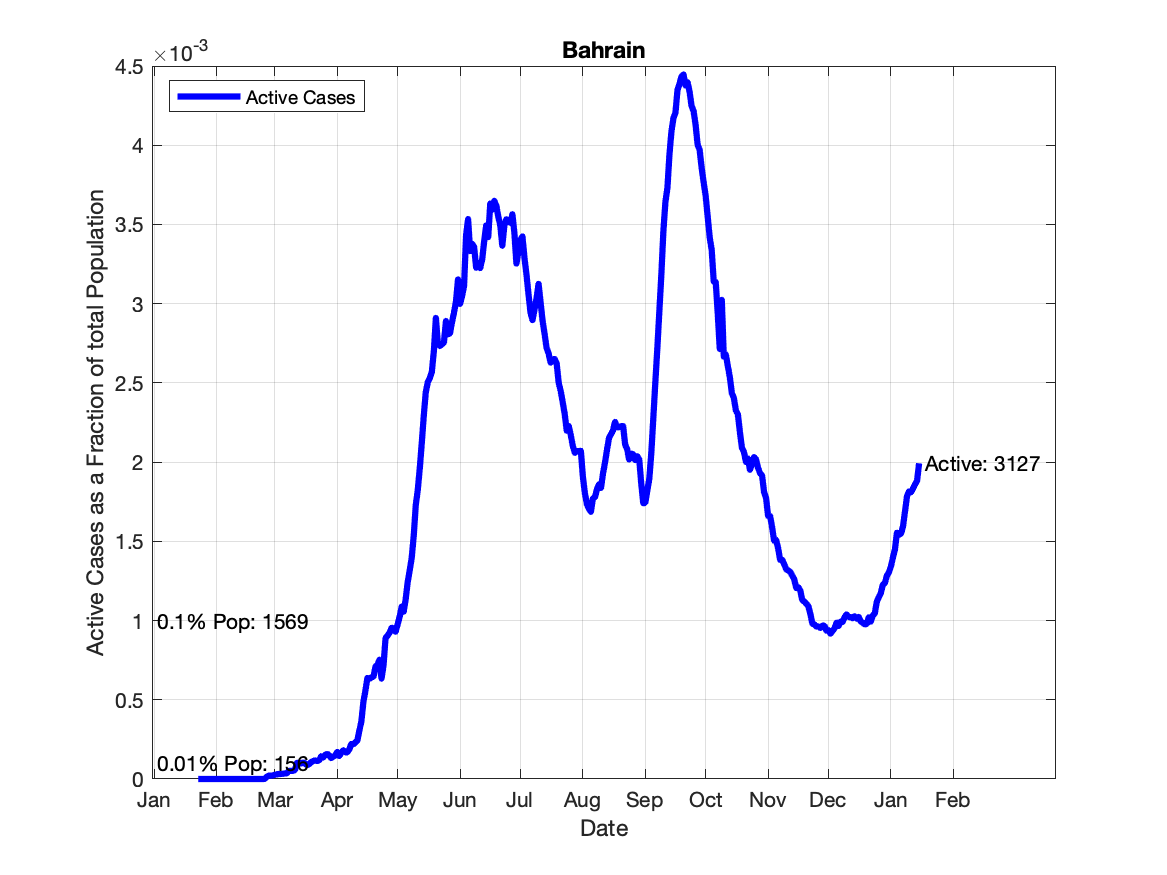 Bahrain
×10-3
Active Cases
4.5
4
3.5
3
2.5
2
1.5
1
0.5
0
Active Cases as a Fraction of total Population
Active: 3127
0.1% Pop: 1569
0.01% Pop: 156
Jan Feb Mar Apr May Jun Jul Aug Sep Oct Nov Dec Jan Feb
Date